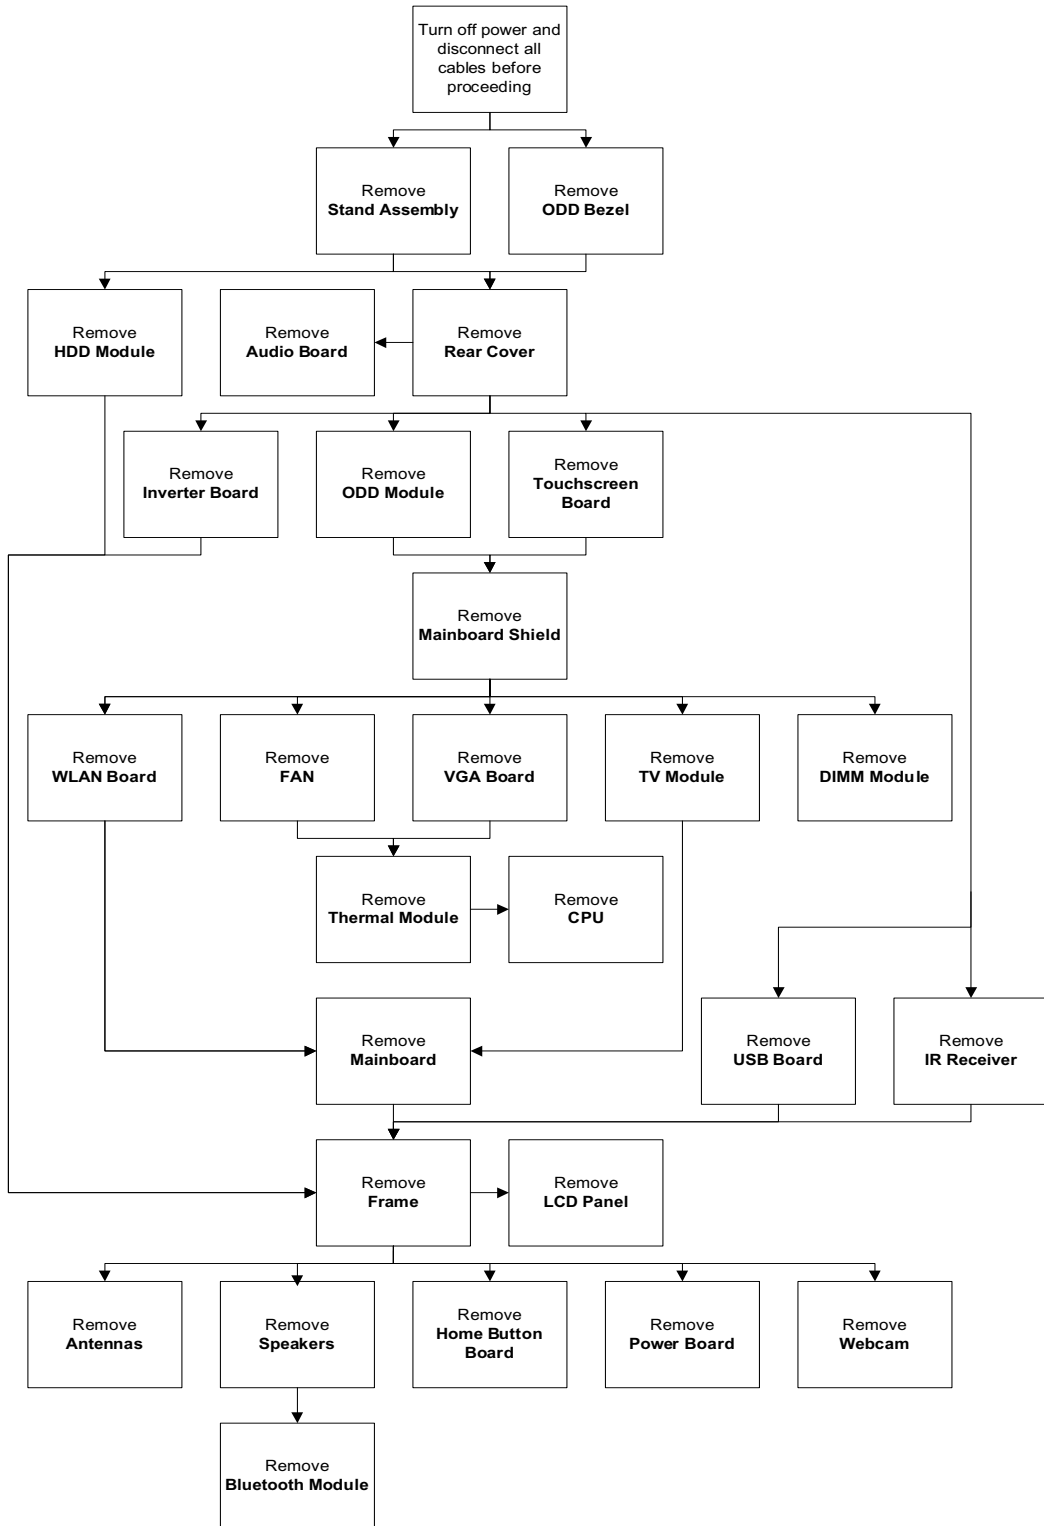 Turn off power and
disconnect all
cables before
proceeding
Remove
Stand Assembly
Remove
ODD Bezel
Remove
HDD Module
Remove
Audio Board
Remove
Rear Cover
Remove
Inverter Board
Remove
ODD Module
Remove
Touchscreen
Board
Remove
Mainboard Shield
Remove
WLAN Board
Remove
FAN
Remove
VGA Board
Remove
TV Module
Remove
DIMM Module
Remove
Thermal Module
Remove
CPU
Remove
Mainboard
Remove
USB Board
Remove
IR Receiver
Remove
Frame
Remove
LCD Panel
Remove
Antennas
Remove
Speakers
Remove
Home Button
Board
Remove
Power Board
Remove
Webcam
Remove
Bluetooth Module